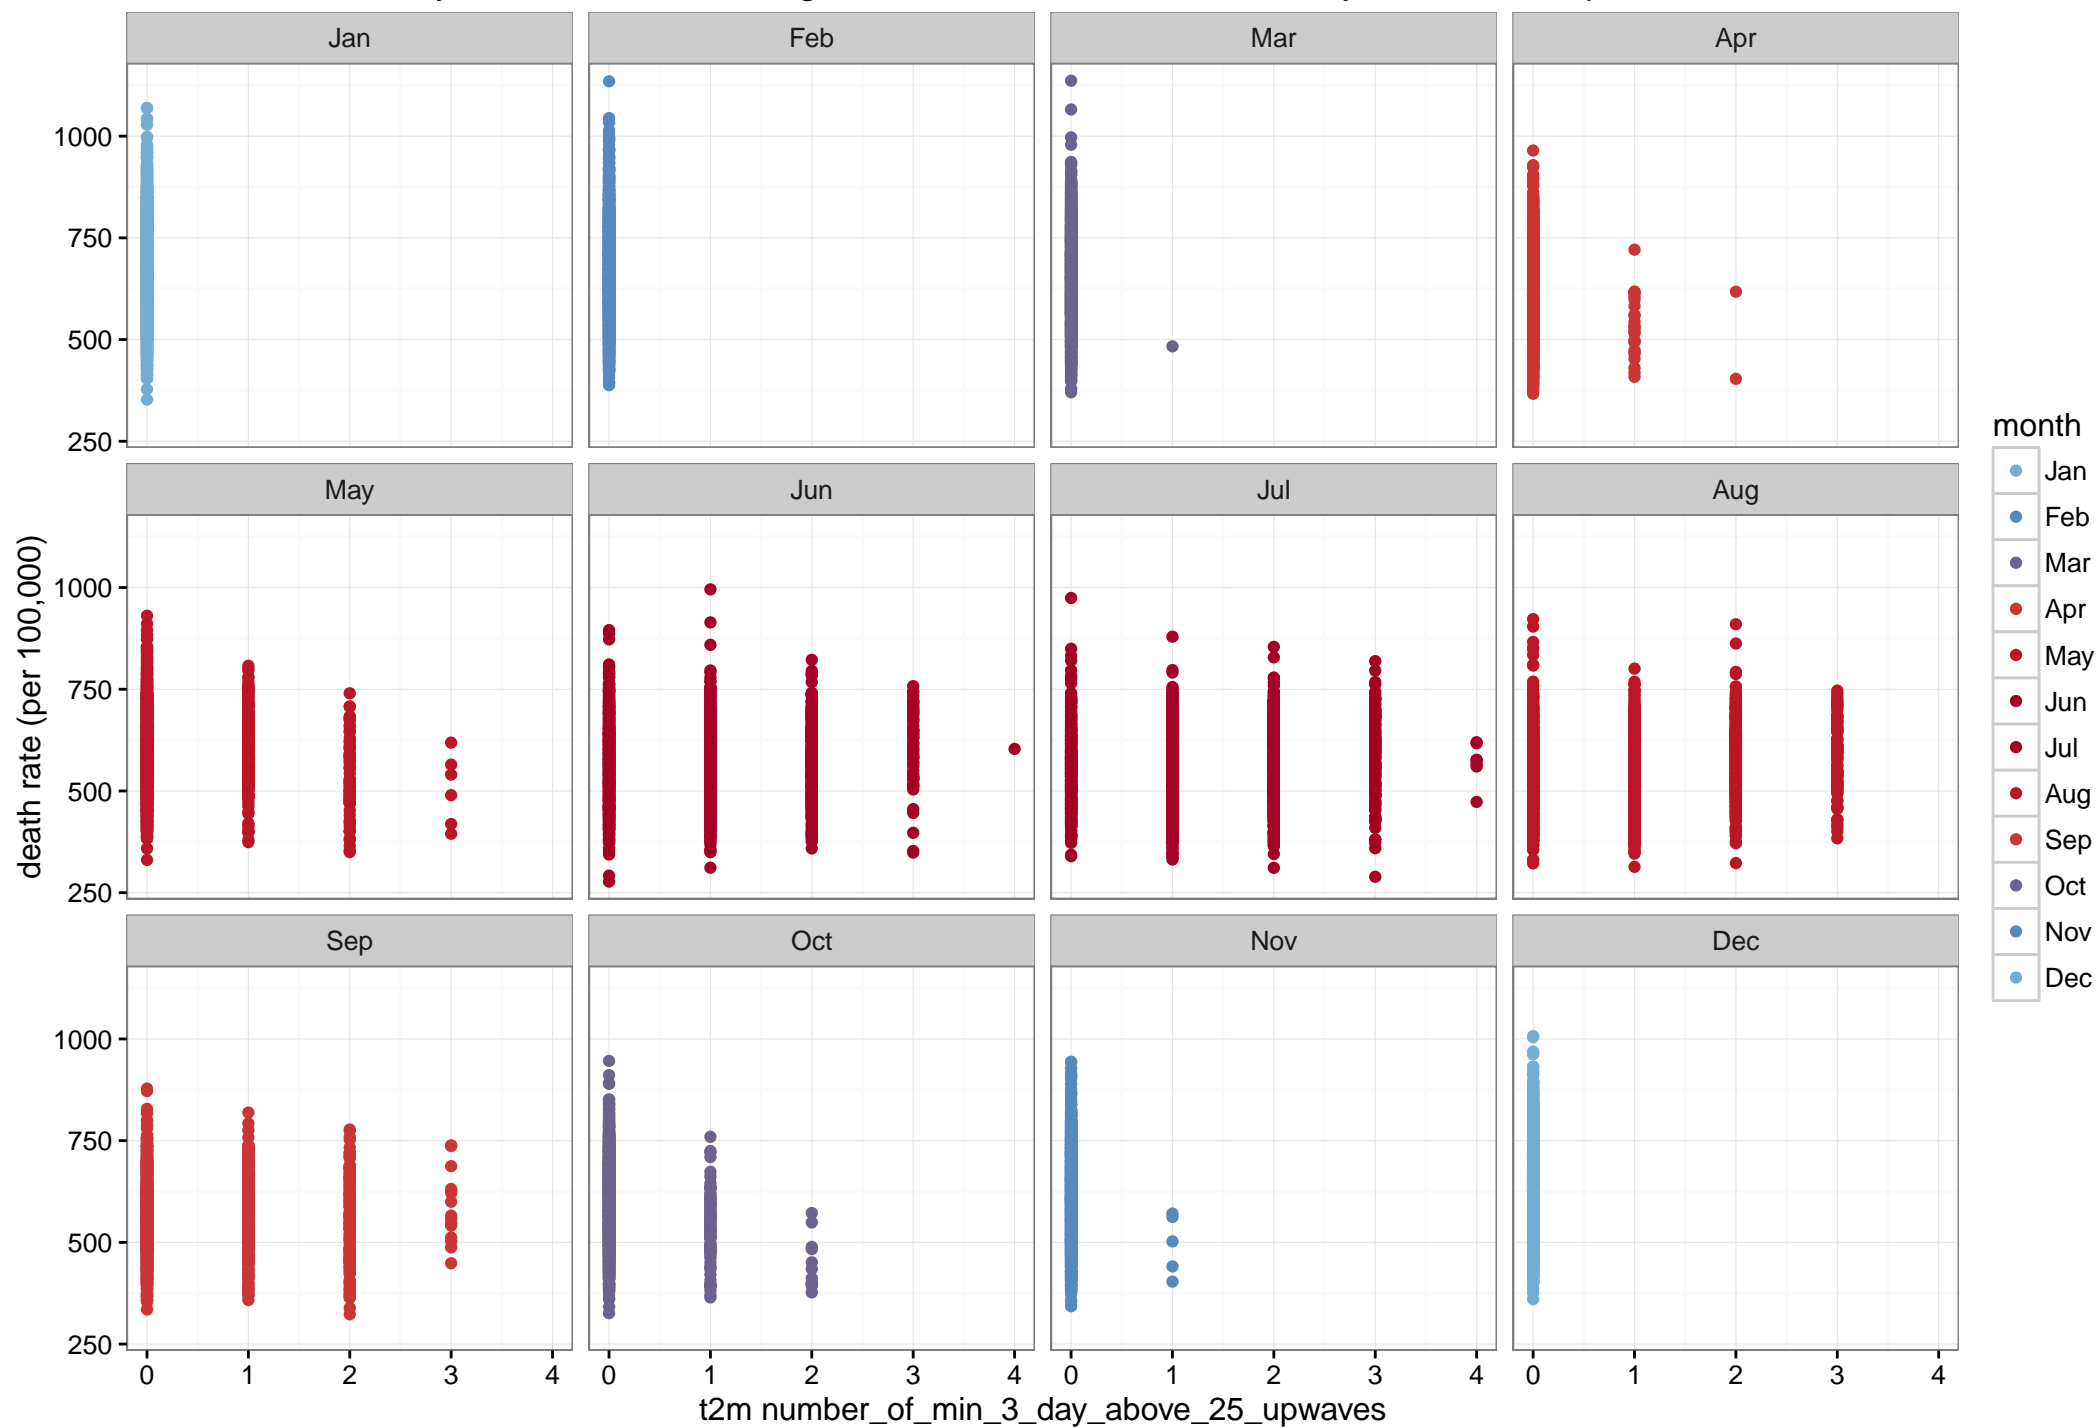 Jan Feb Mar Apr
1000
750
500
250
May Jun Jul Aug
1000
750
500
250
Sep Oct Nov Dec
1000
750
500
250
0 1 2 3 4 0 1 2 3 4 0 1 2 3 4 0 1 2 3 4
t2m number_of_min_3_day_above_25_upwaves
death rate (per 100,000)
month
Jan
Feb
Mar
Apr
May
Jun
Jul
Aug
Sep
Oct
Nov
Dec